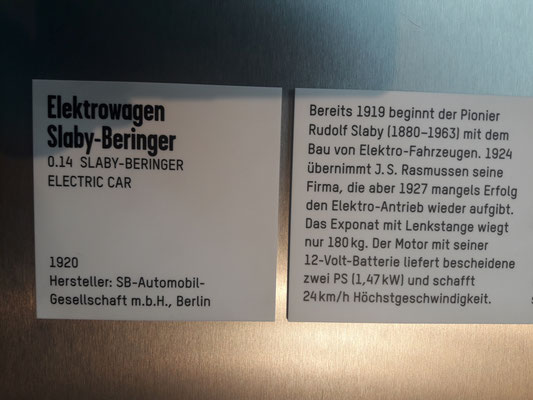 Elektrowagen
Slaby-Beringer
0.14 SLABY-BERINGER
ELECTRIC CAR
1920
Hersteller: SB-Automobil-
Gesellschaft m.b.H., Berlin
Bereits 1919 beginnt der Pionier
Rudolf Slaby (1880–1963) mit dem
Bau von Elektro-Fahrzeugen. 1924
übernimmt J. S. Rasmussen seine
Firma, die aber 1927 mangels Erfolg
den Elektro-Antrieb wieder aufgibt.
Das Exponat mit Lenkstange wiegt
nur 180 kg. Der Motor mit seiner
12-Volt-Batterie liefert bescheidene
zwei PS (1,47 kW) und schafft
24 km/h Höchstgeschwindigkeit.